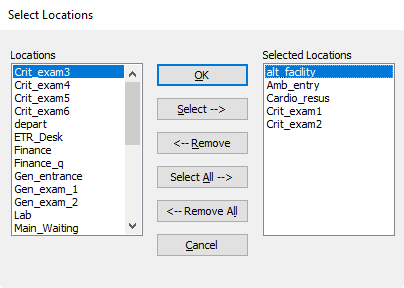 Select Locations
Locations
Crit_exam3
Crit_exam4
Crit_exam5
Crit_exam6
depart
ETR_Desk
Finance
Finance_q
Gen_entrance
Gen_exam_1
Gen_exam_2
Lab
Main_Waiting
OK
Select -->
<-- Remove
Select All -->
<-- Remove All
Cancel
Selected Locations
alt_facility
Amb_entry
Cardio_resus
Crit_exam1
Crit_exam2